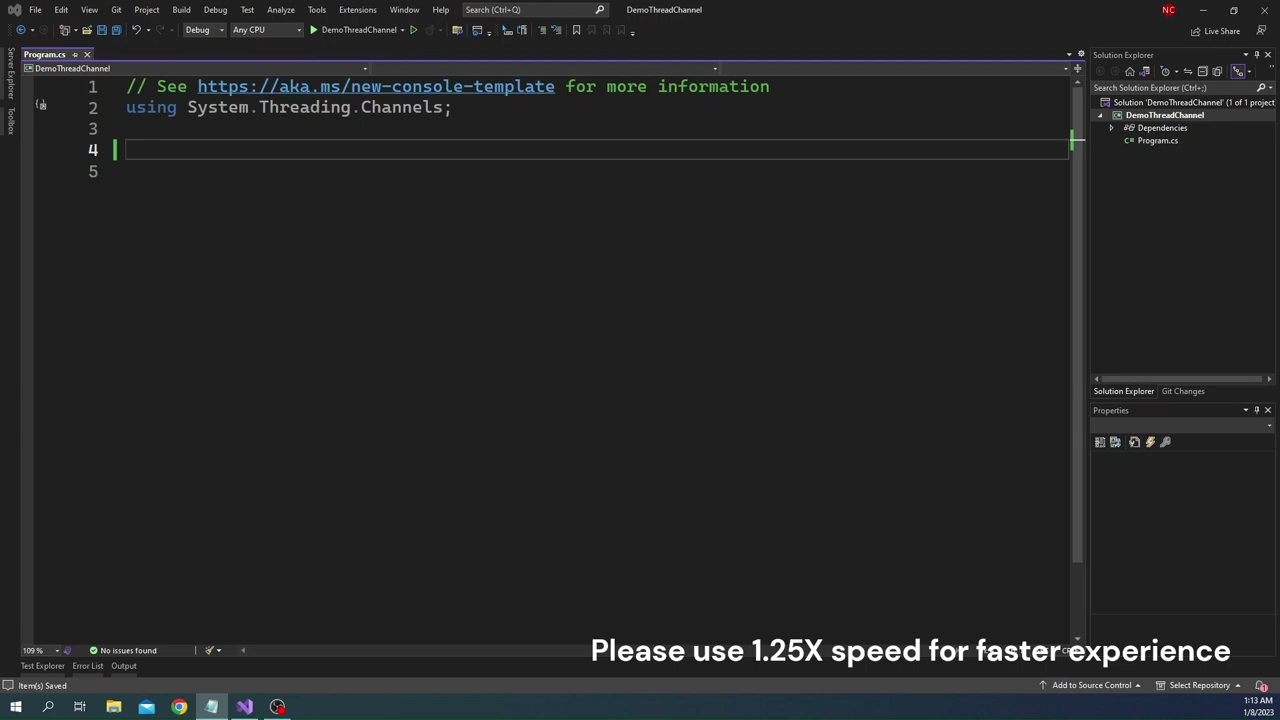 File Edit View Git Project Build Debug Test Analyze Tools Extensions Window Help Search (Ctrl+Q) DemoThreadChannel NC
Debug Any CPU DemoThreadChannel Live Share
Program.cs
DemoThreadChannel
Server Explorer
Toolbox
1 // See https://aka.ms/new-console-template for more information
2 using System.Threading.Channels;
3
4
5
Solution Explorer
Search Solution Explorer (Ctrl+;)
Solution 'DemoThreadChannel' (1 of 1 project
DemoThreadChannel
Dependencies
C# Program.cs
Solution Explorer Git Changes
Properties
109 % No issues found
Please use 1.25X speed for faster experience
Test Explorer Error List Output
Item(s) Saved Add to Source Control Select Repository
1:13 AM
1/8/2023